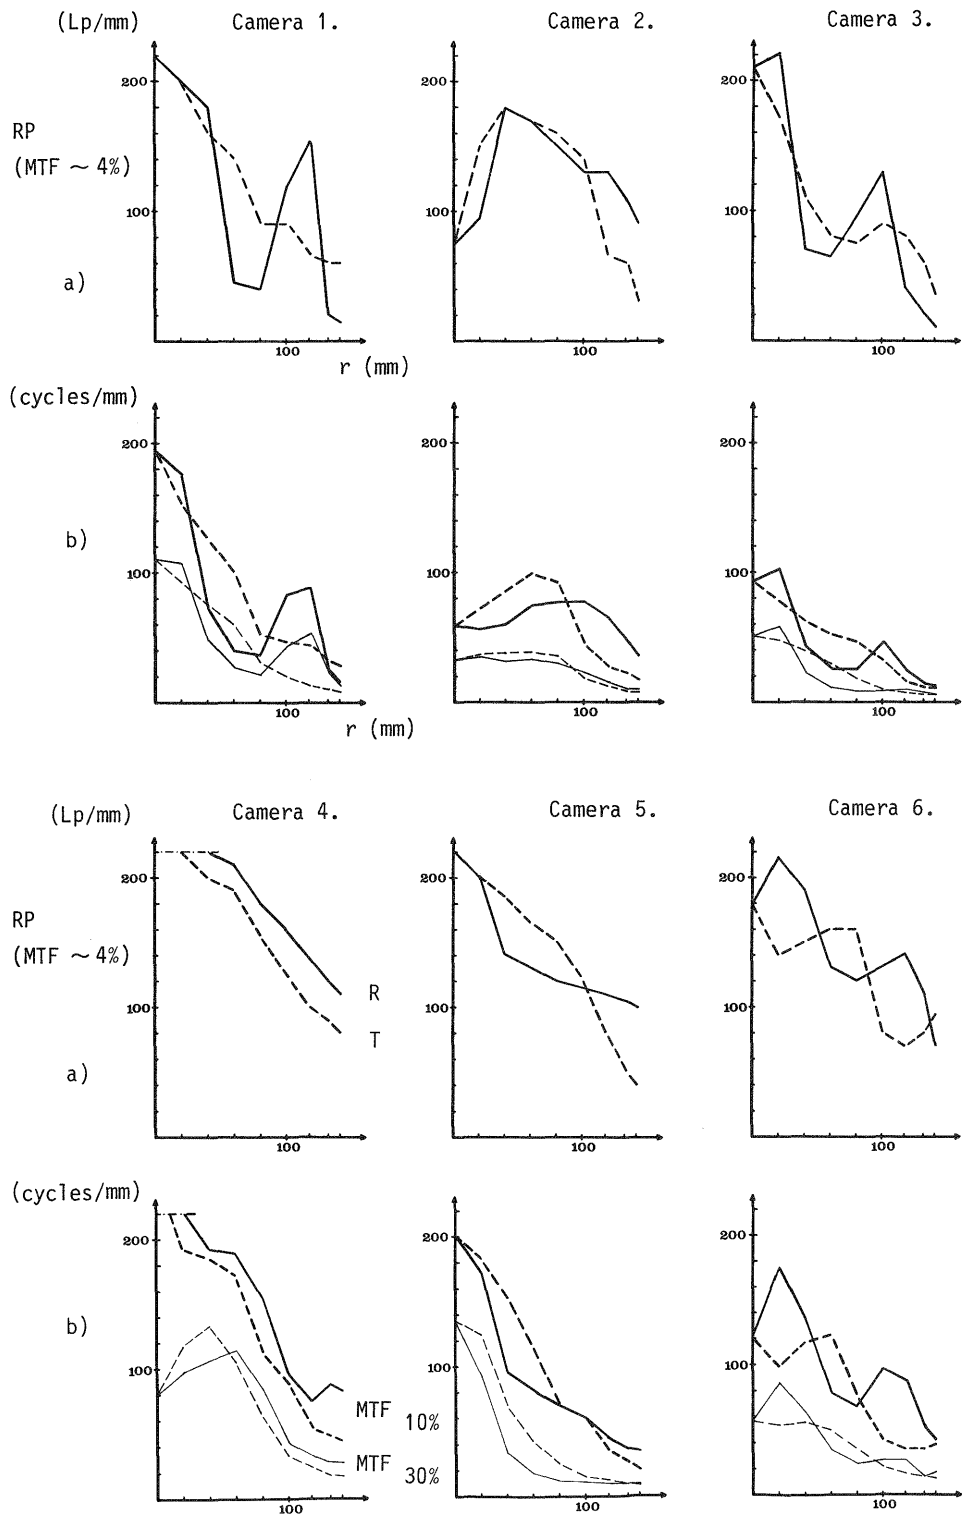 (Lp/mm) Camera 1. Camera 2. Camera 3.
200 200 200
RP
(MTF ~ 4%)
100 100 100
a)
100 100 100
r (mm)
(cycles/mm)
200 200 200
b)
100 100 100
100 100 100
r (mm)
(Lp/mm) Camera 4. Camera 5. Camera 6.
200 200 200
RP
(MTF ~ 4%)
R
100 100 100
T
a)
100 100 100
(cycles/mm)
200 200 200
b)
100 100 100
MTF 10%
MTF 30%
100 100 100